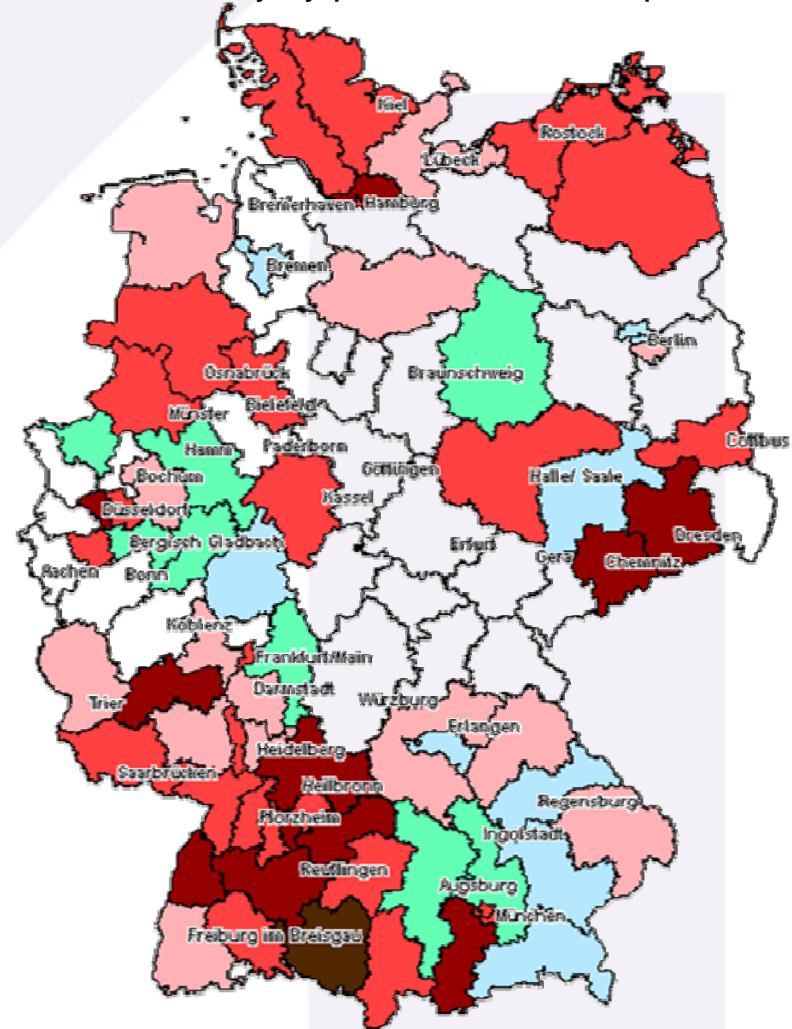 Kiel
Rostock
Lübeck
Bremerhaven Hamburg
Bremen
Berlin
Osnabrück
Braunschweig
Bielefeld
Münster
Hamm
Paderborn
Cottbus
Bochum
Göttingen
Halle/ Saale
Kassel
Düsseldorf
Dresden
Bergisch Gladbach
Erfurt
Gera
Chemnitz
Aachen
Bonn
Koblenz
Frankfurt/Main
Darmstadt
Trier
Würzburg
Erlangen
Heidelberg
Saarbrücken
Heilbronn
Regensburg
Pforzheim
Ingolstadt
Reutlingen
Augsburg
München
Freiburg im Breisgau